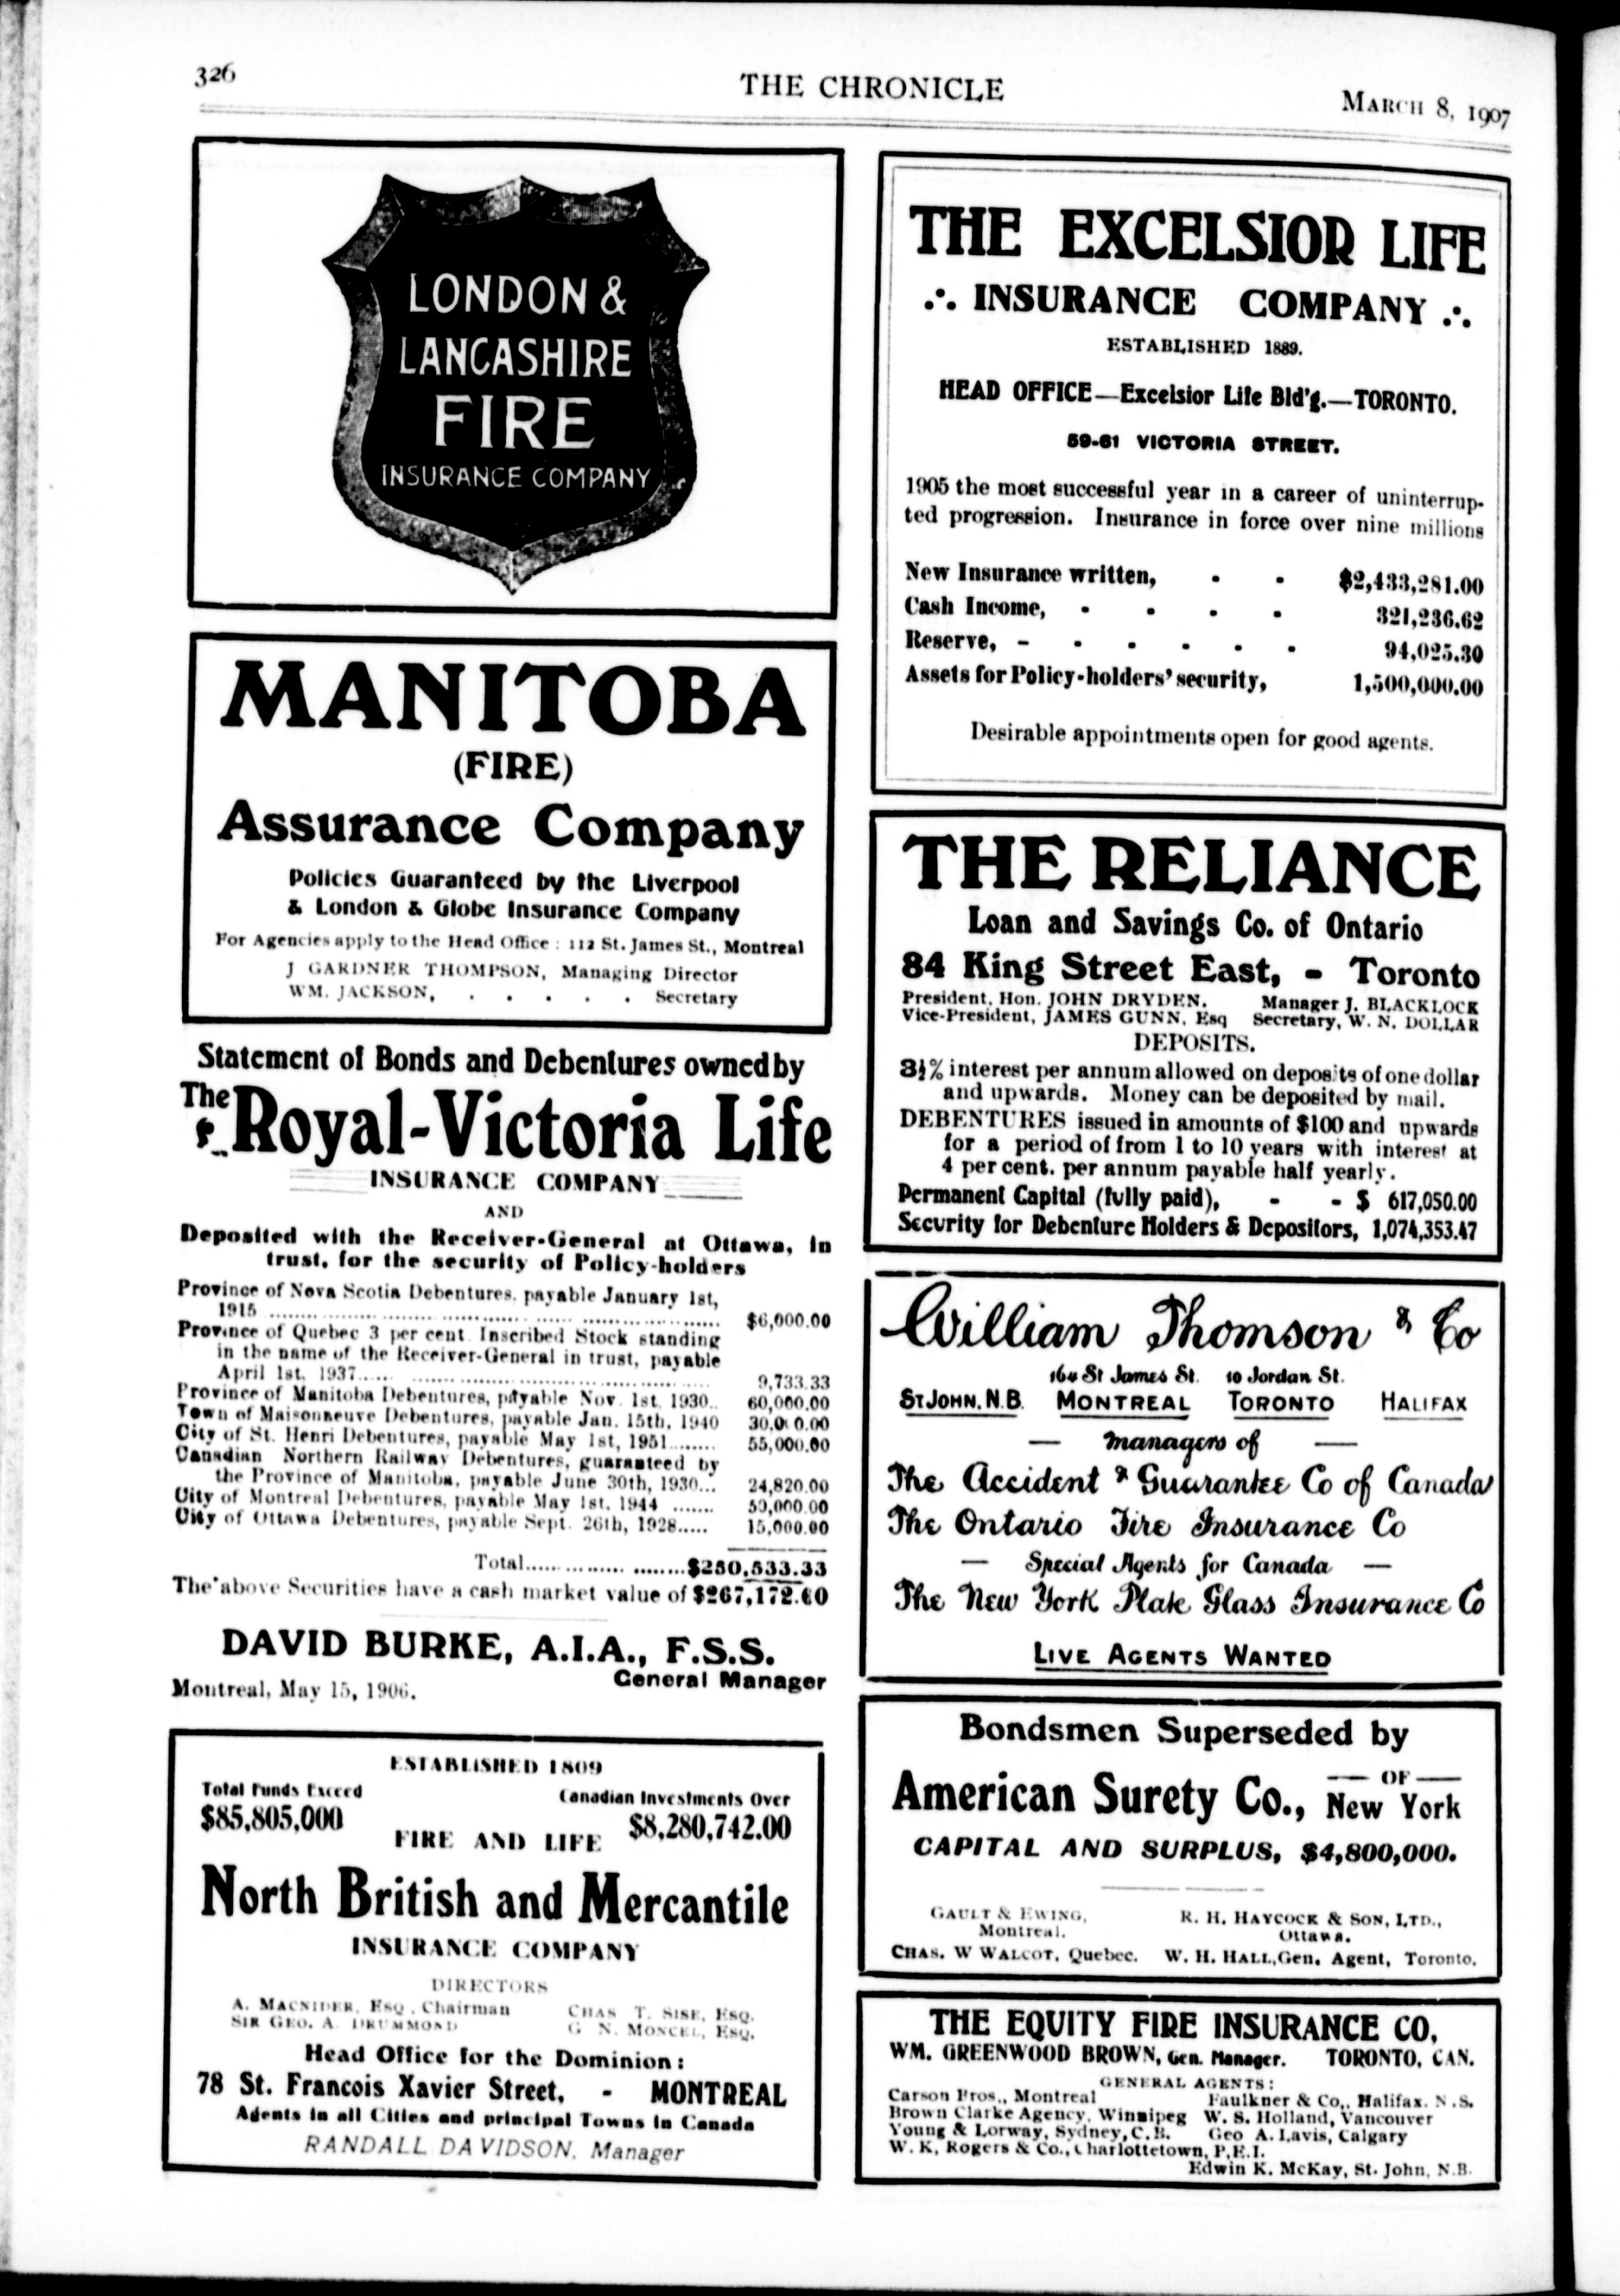 326
THE CHRONICLE
MARCH 8, 1907
LONDON &
LANCASHIRE
FIRE
INSURANCE COMPANY
MANITOBA
(FIRE)
Assurance Company
Policies Guaranteed by the Liverpool
& London & Globe Insurance Company
For Agencies apply to the Head Office : 112 St. James St., Montreal
J GARDNER THOMPSON, Managing Director
WM. JACKSON, . . . . . Secretary
Statement of Bonds and Debentures owned by
The Royal-Victoria Life
INSURANCE COMPANY
AND
Deposited with the Receiver-General at Ottawa, in
trust, for the security of Policy-holders
Province of Nova Scotia Debentures, payable January 1st,
1915 .......... $6,000.00
Province of Quebec 3 per cent Inscribed Stock standing
in the name of the Receiver-General in trust, payable
April 1st, 1937...... 9,733.33
Province of Manitoba Debentures, payable Nov. 1st, 1930.. 60,000.00
Town of Maisonneuve Debentures, payable Jan. 15th, 1940 30,000.00
City of St. Henri Debentures, payable May 1st, 1951........ 55,000.00
Canadian Northern Railway Debentures, guaranteed by
the Province of Manitoba, payable June 30th, 1930... 24,820.00
City of Montreal Debentures, payable May 1st, 1944 ....... 50,000.00
City of Ottawa Debentures, payable Sept. 26th, 1928..... 15,000.00
Total.................... $250,533.33
The above Securities have a cash market value of $267,172.60
DAVID BURKE, A.I.A., F.S.S.
General Manager
Montreal, May 15, 1906.
ESTABLISHED 1809
Total Funds Exceed
Canadian Investments Over
$85,805,000
FIRE AND LIFE
$8,280,742.00
North British and Mercantile
INSURANCE COMPANY
DIRECTORS
A. MACNIDER, ESQ., Chairman
CHAS T. SISE, ESQ.
SIR GEO. A. DRUMMOND
G. N. MONCEL, ESQ.
Head Office for the Dominion :
78 St. Francois Xavier Street, - MONTREAL
Agents in all Cities and principal Towns in Canada
RANDALL DAVIDSON, Manager
THE EXCELSIOR LIFE
∴ INSURANCE COMPANY ∴
ESTABLISHED 1889.
HEAD OFFICE—Excelsior Life Bld'g.—TORONTO.
59-61 VICTORIA STREET.
1905 the most successful year in a career of uninterrup-
ted progression. Insurance in force over nine millions
New Insurance written, - - $2,433,281.00
Cash Income, - - - - 321,236.62
Reserve, - - - - - - 94,025.30
Assets for Policy-holders' security, 1,500,000.00
Desirable appointments open for good agents.
THE RELIANCE
Loan and Savings Co. of Ontario
84 King Street East, - Toronto
President, Hon. JOHN DRYDEN. Manager J. BLACKLOCK
Vice-President, JAMES GUNN, Esq Secretary, W. N. DOLLAR
DEPOSITS.
3½% interest per annum allowed on deposits of one dollar
and upwards. Money can be deposited by mail.
DEBENTURES issued in amounts of $100 and upwards
for a period of from 1 to 10 years with interest at
4 per cent. per annum payable half yearly.
Permanent Capital (fully paid), - - $ 617,050.00
Security for Debenture Holders & Depositors, 1,074,353.47
William Thomson & Co
164 St James St. 10 Jordan St.
ST JOHN. N.B. MONTREAL TORONTO HALIFAX
— Managers of —
The Accident & Guarantee Co of Canada
The Ontario Fire Insurance Co
— Special Agents for Canada —
The New York Plate Glass Insurance Co
LIVE AGENTS WANTED
Bondsmen Superseded by
American Surety Co., OF New York
CAPITAL AND SURPLUS, $4,800,000.
GAULT & EWING,
Montreal.
R. H. HAYCOCK & SON, LTD.,
Ottawa.
CHAS. W WALCOT, Quebec. W. H. HALL, Gen. Agent, Toronto.
THE EQUITY FIRE INSURANCE CO,
WM. GREENWOOD BROWN, Gen. Manager. TORONTO, CAN.
GENERAL AGENTS:
Carson Bros., Montreal
Faulkner & Co., Halifax. N.S.
Brown Clarke Agency, Winnipeg
W. S. Holland, Vancouver
Young & Lorway, Sydney, C.B.
Geo A. Lavis, Calgary
W. K. Rogers & Co., Charlottetown, P.E.I.
Edwin K. McKay, St. John, N.B.